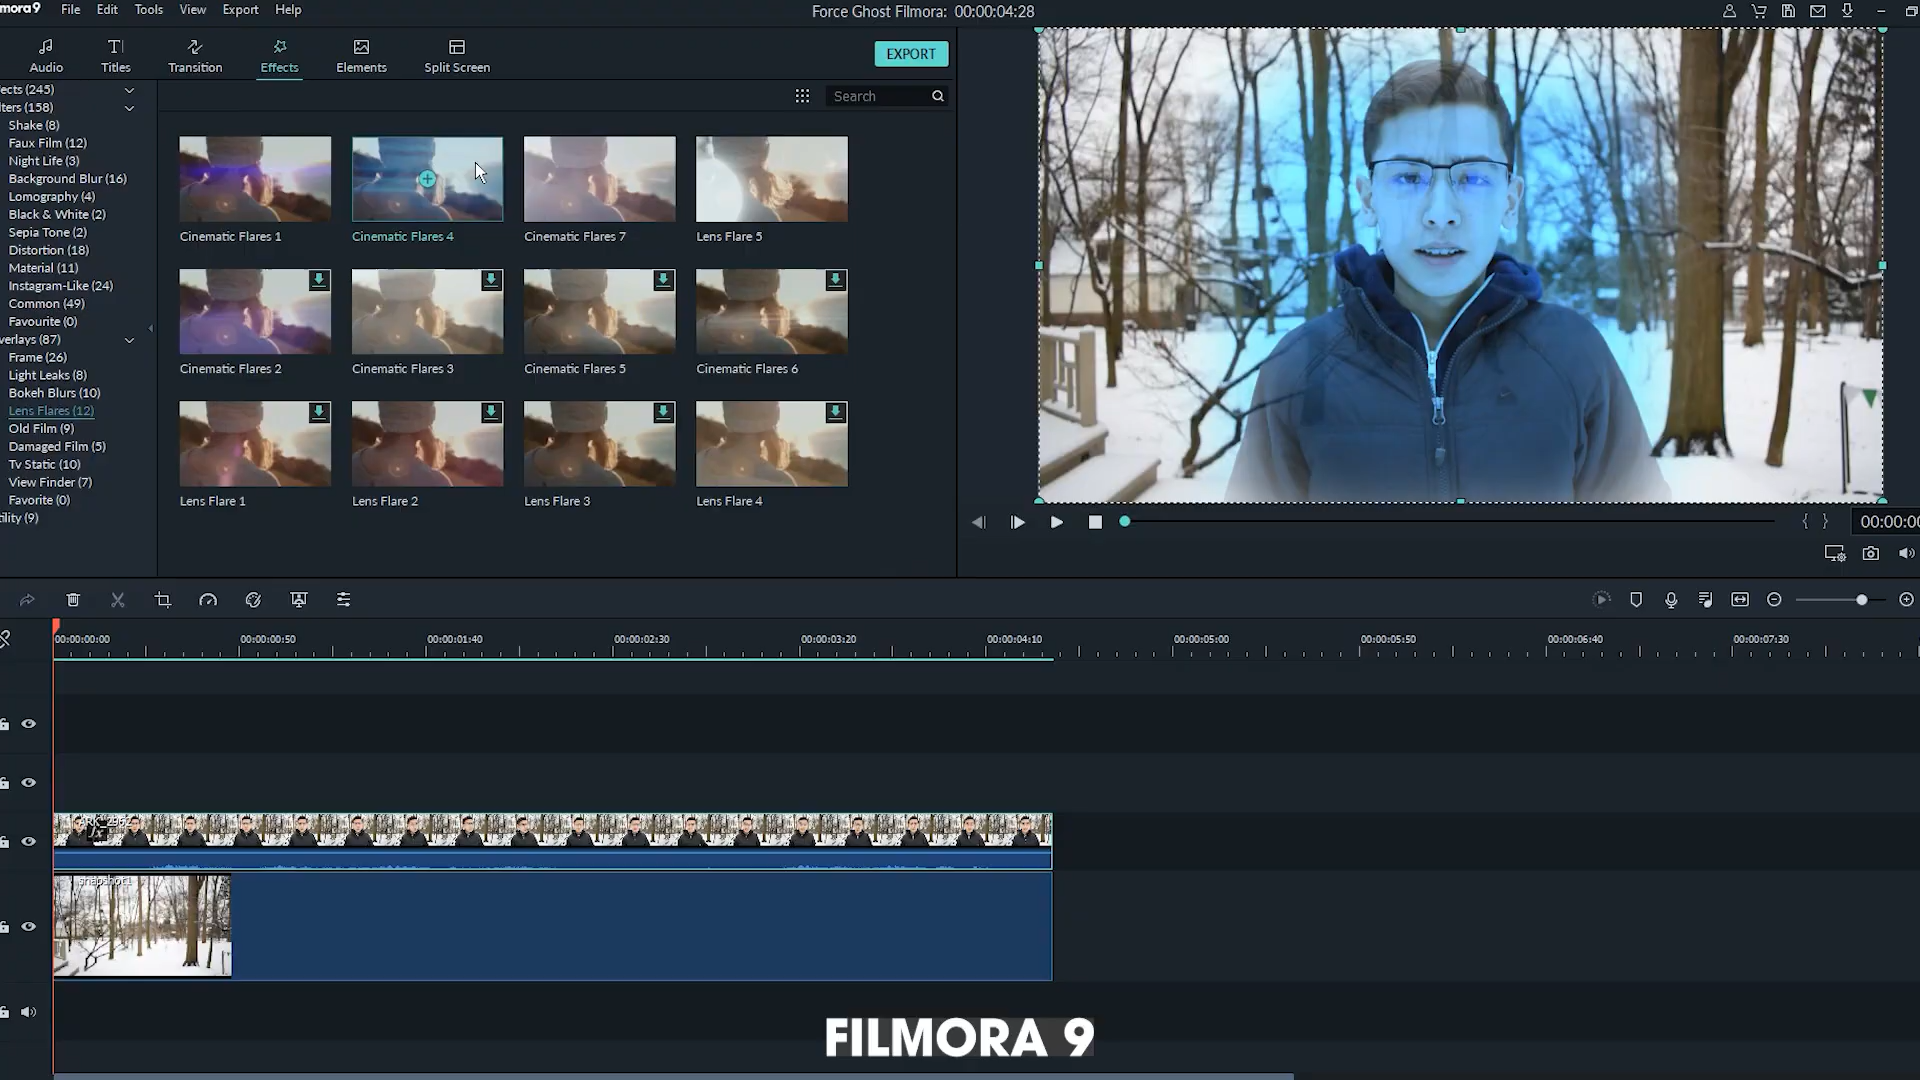 mora9 File Edit Tools View Export Help Force Ghost Filmora: 00:00:04:28
Audio Titles Transition Effects Elements Split Screen EXPORT
ects (245)
lters (158)
Shake (8)
Faux Film (12)
Night Life (3)
Background Blur (16)
Lomography (4)
Black & White (2)
Sepia Tone (2)
Distortion (18)
Material (11)
Instagram-Like (24)
Common (49)
Favourite (0)
verlays (87)
Frame (26)
Light Leaks (8)
Bokeh Blurs (10)
Lens Flares (12)
Old Film (9)
Damaged Film (5)
Tv Static (10)
View Finder (7)
Favorite (0)
tility (9)
Search
Cinematic Flares 1 Cinematic Flares 4 Cinematic Flares 7 Lens Flare 5
Cinematic Flares 2 Cinematic Flares 3 Cinematic Flares 5 Cinematic Flares 6
Lens Flare 1 Lens Flare 2 Lens Flare 3 Lens Flare 4
{ } 00:00:00
00:00:00:00 00:00:00:50 00:00:01:40 00:00:02:30 00:00:03:20 00:00:04:10 00:00:05:00 00:00:05:50 00:00:06:40 00:00:07:30
snapshot1
FILMORA 9